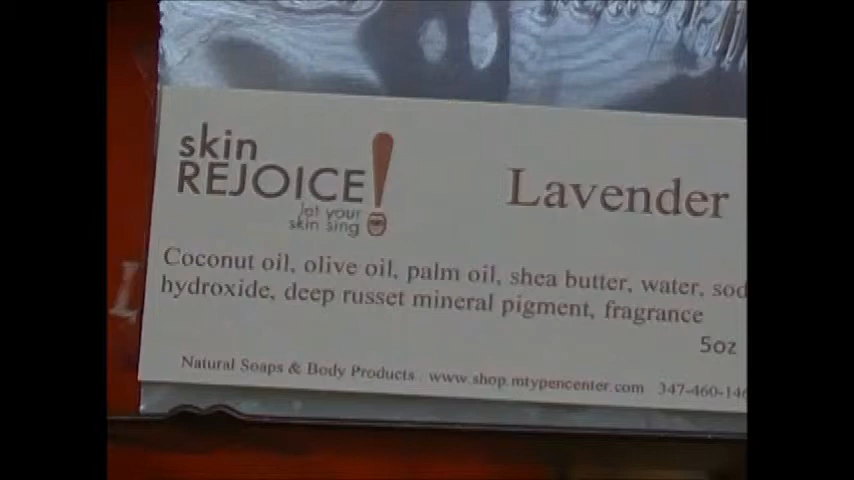 skin
REJOICE!
let your
skin sing
Lavender
Coconut oil, olive oil, palm oil, shea butter, water, sod
hydroxide, deep russet mineral pigment, fragrance
5oz
Natural Soaps & Body Products . www.shop.mtypencenter.com 347-460-146